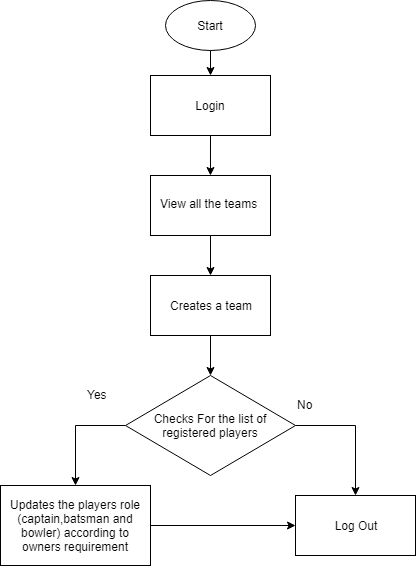 Start
Login
View all the teams
Creates a team
Checks For the list of
registered players
Yes
No
Updates the players role
(captain,batsman and
bowler) according to
owners requirement
Log Out